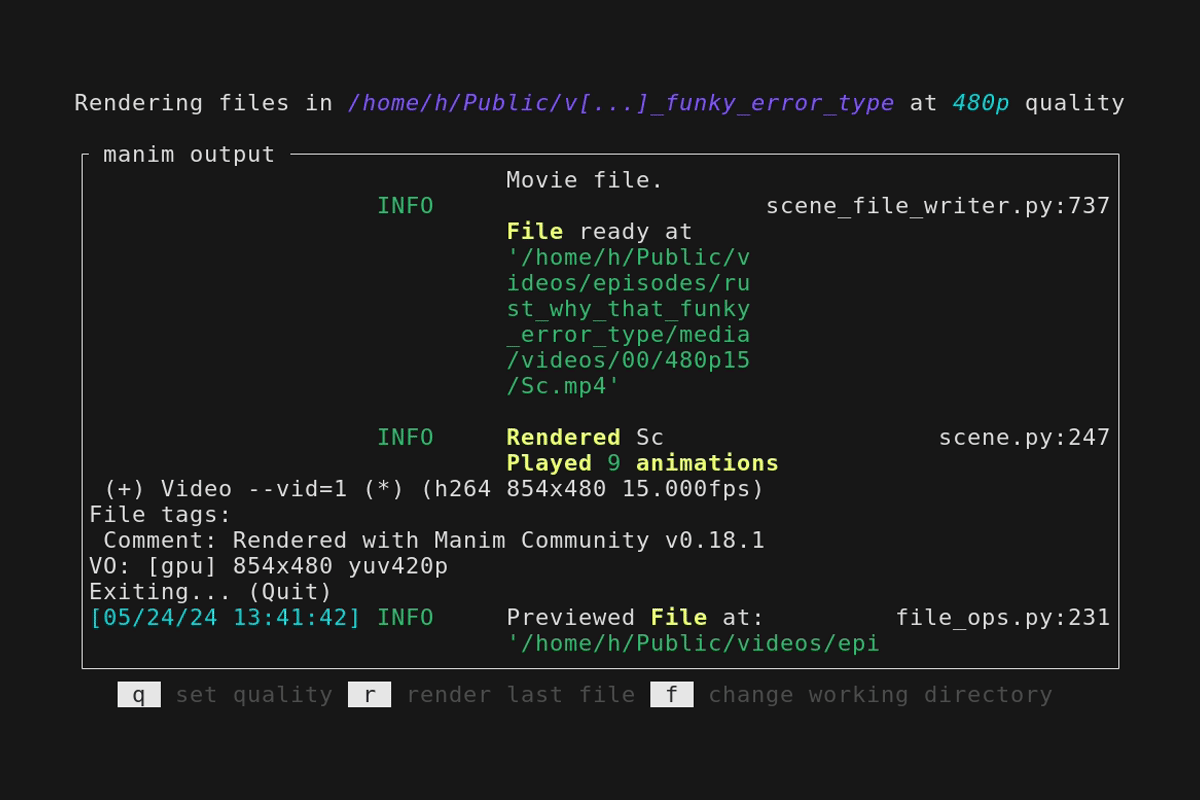 Rendering files in /home/h/Public/v[...]_funky_error_type at 480p quality
manim output
Movie file.
INFO scene_file_writer.py:737
File ready at
'/home/h/Public/v
ideos/episodes/ru
st_why_that_funky
_error_type/media
/videos/00/480p15
/Sc.mp4'
INFO Rendered Sc scene.py:247
Played 9 animations
(+) Video --vid=1 (*) (h264 854x480 15.000fps)
File tags:
Comment: Rendered with Manim Community v0.18.1
VO: [gpu] 854x480 yuv420p
Exiting... (Quit)
[05/24/24 13:41:42] INFO Previewed File at: file_ops.py:231
'/home/h/Public/videos/epi
q set quality r render last file f change working directory